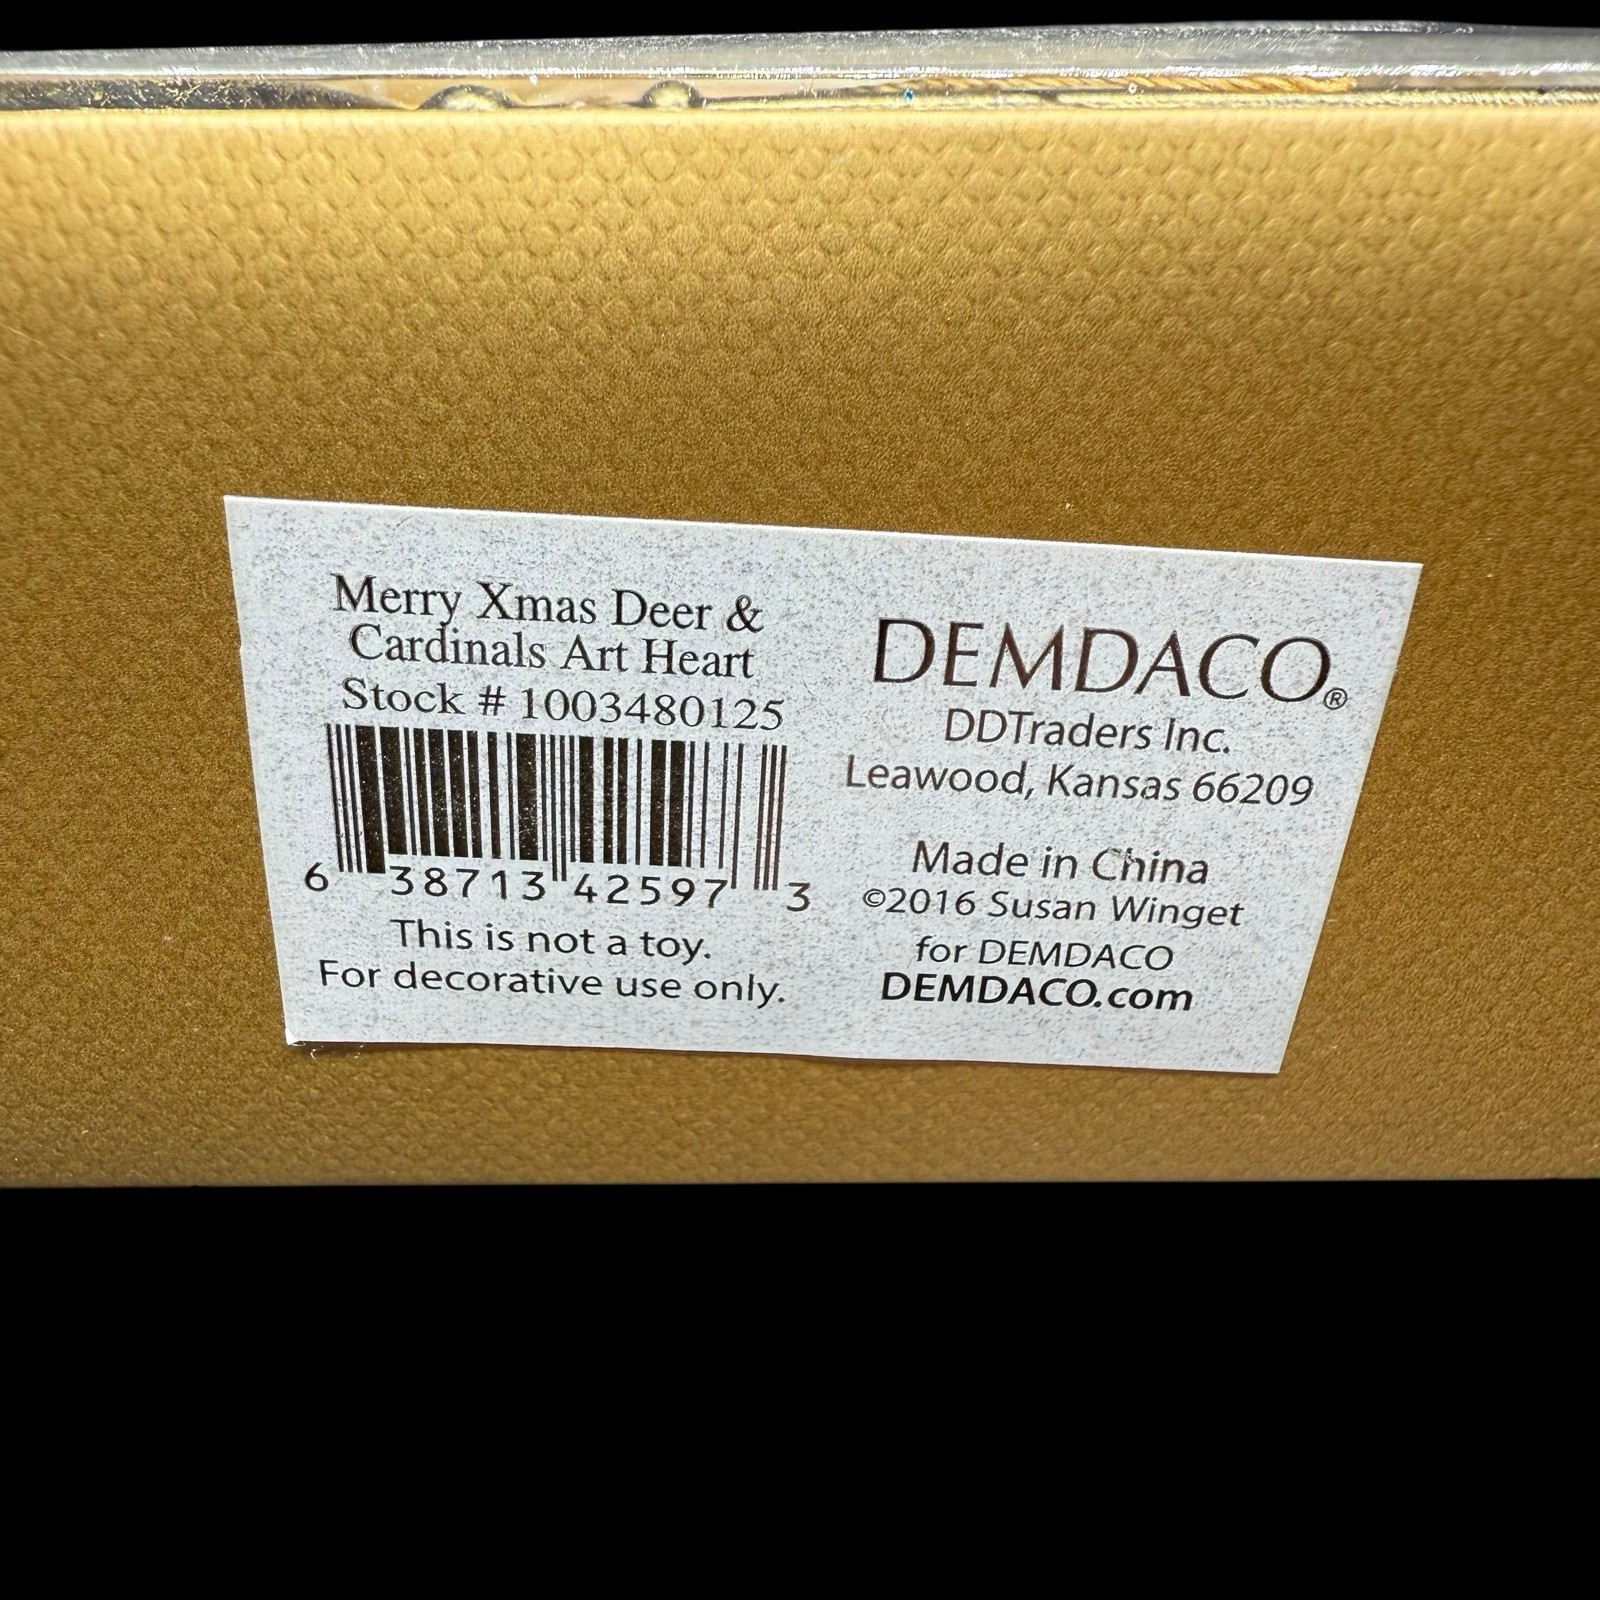 Merry Xmas Deer &
Cardinals Art Heart
Stock # 1003480125
6 38713 42597 3
This is not a toy.
For decorative use only.
DEMDACO®
DDTraders Inc.
Leawood, Kansas 66209
Made in China
©2016 Susan Winget
for DEMDACO
DEMDACO.com